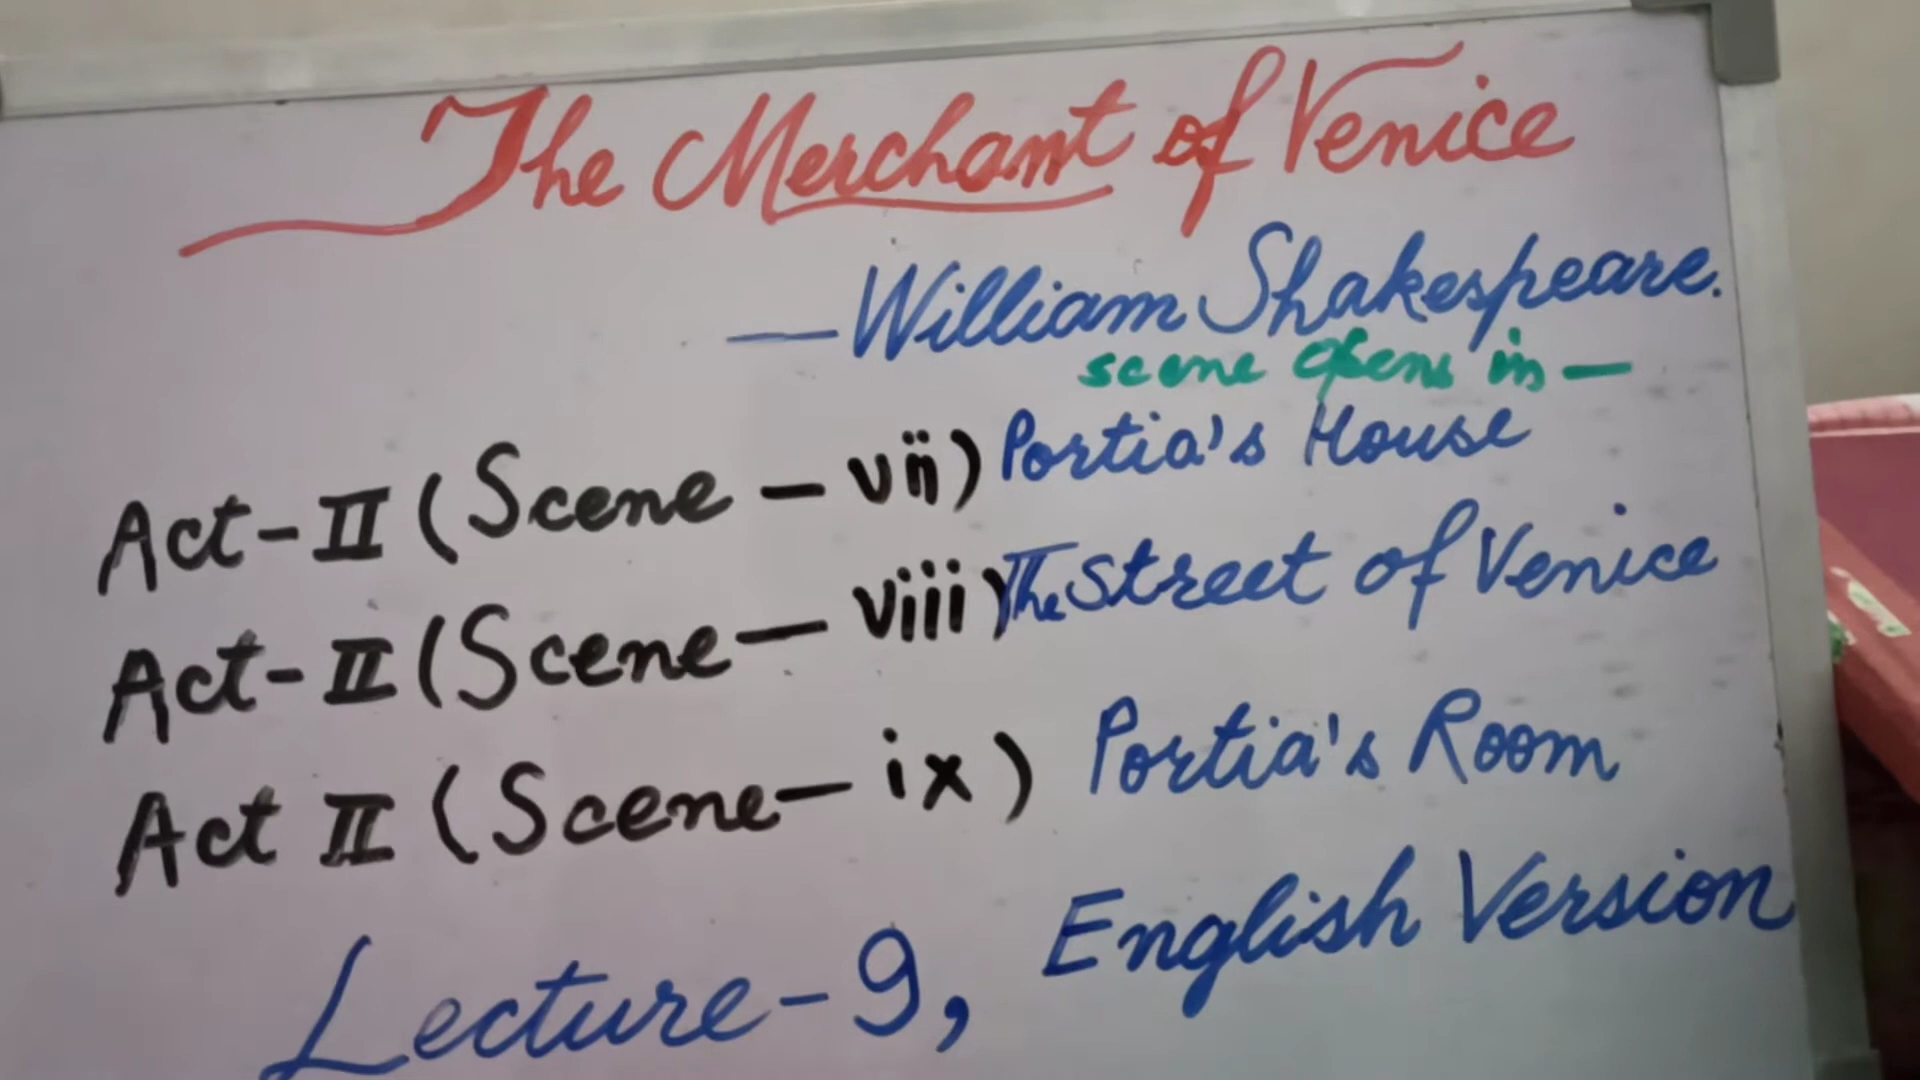 The Merchant of Venice
— William Shakespeare.
scene opens in —
Act-II (Scene – vii) Portia's House
Act-II (Scene – viii) The Street of Venice
Act II (Scene – ix) Portia's Room
Lecture-9, English Version